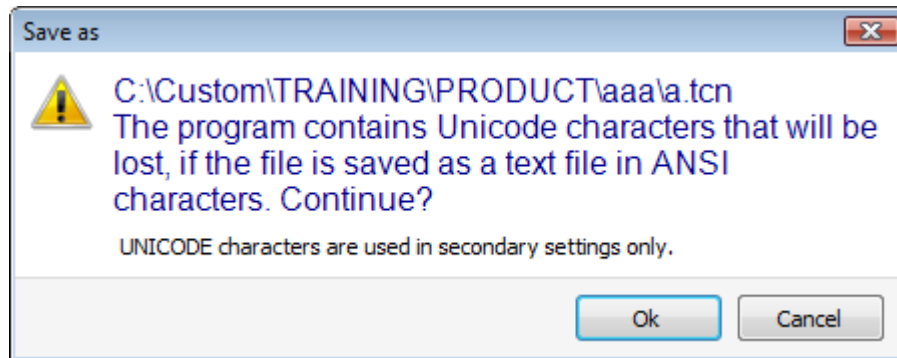 Save as
C:\Custom\TRAINING\PRODUCT\aaa\a.tcn
The program contains Unicode characters that will be
lost, if the file is saved as a text file in ANSI
characters. Continue?
UNICODE characters are used in secondary settings only.
Ok
Cancel